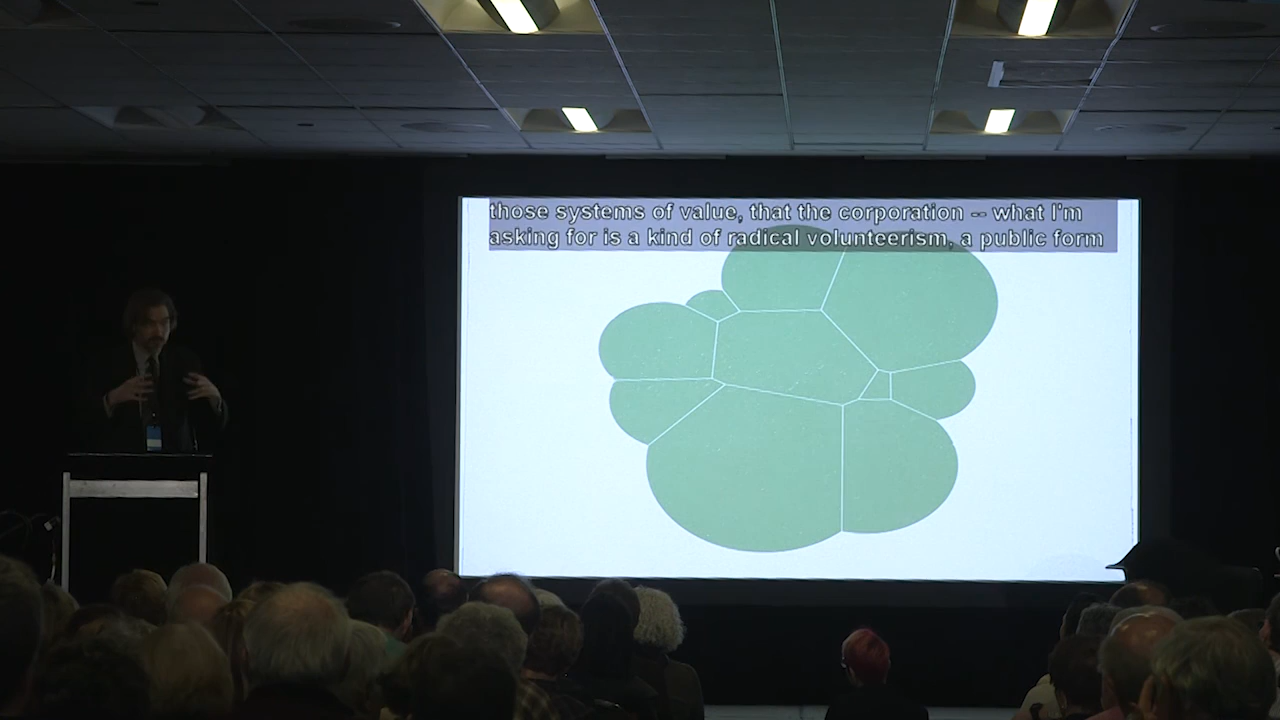 those systems of value, that the corporation -- what I'm
asking for is a kind of radical volunteerism, a public form